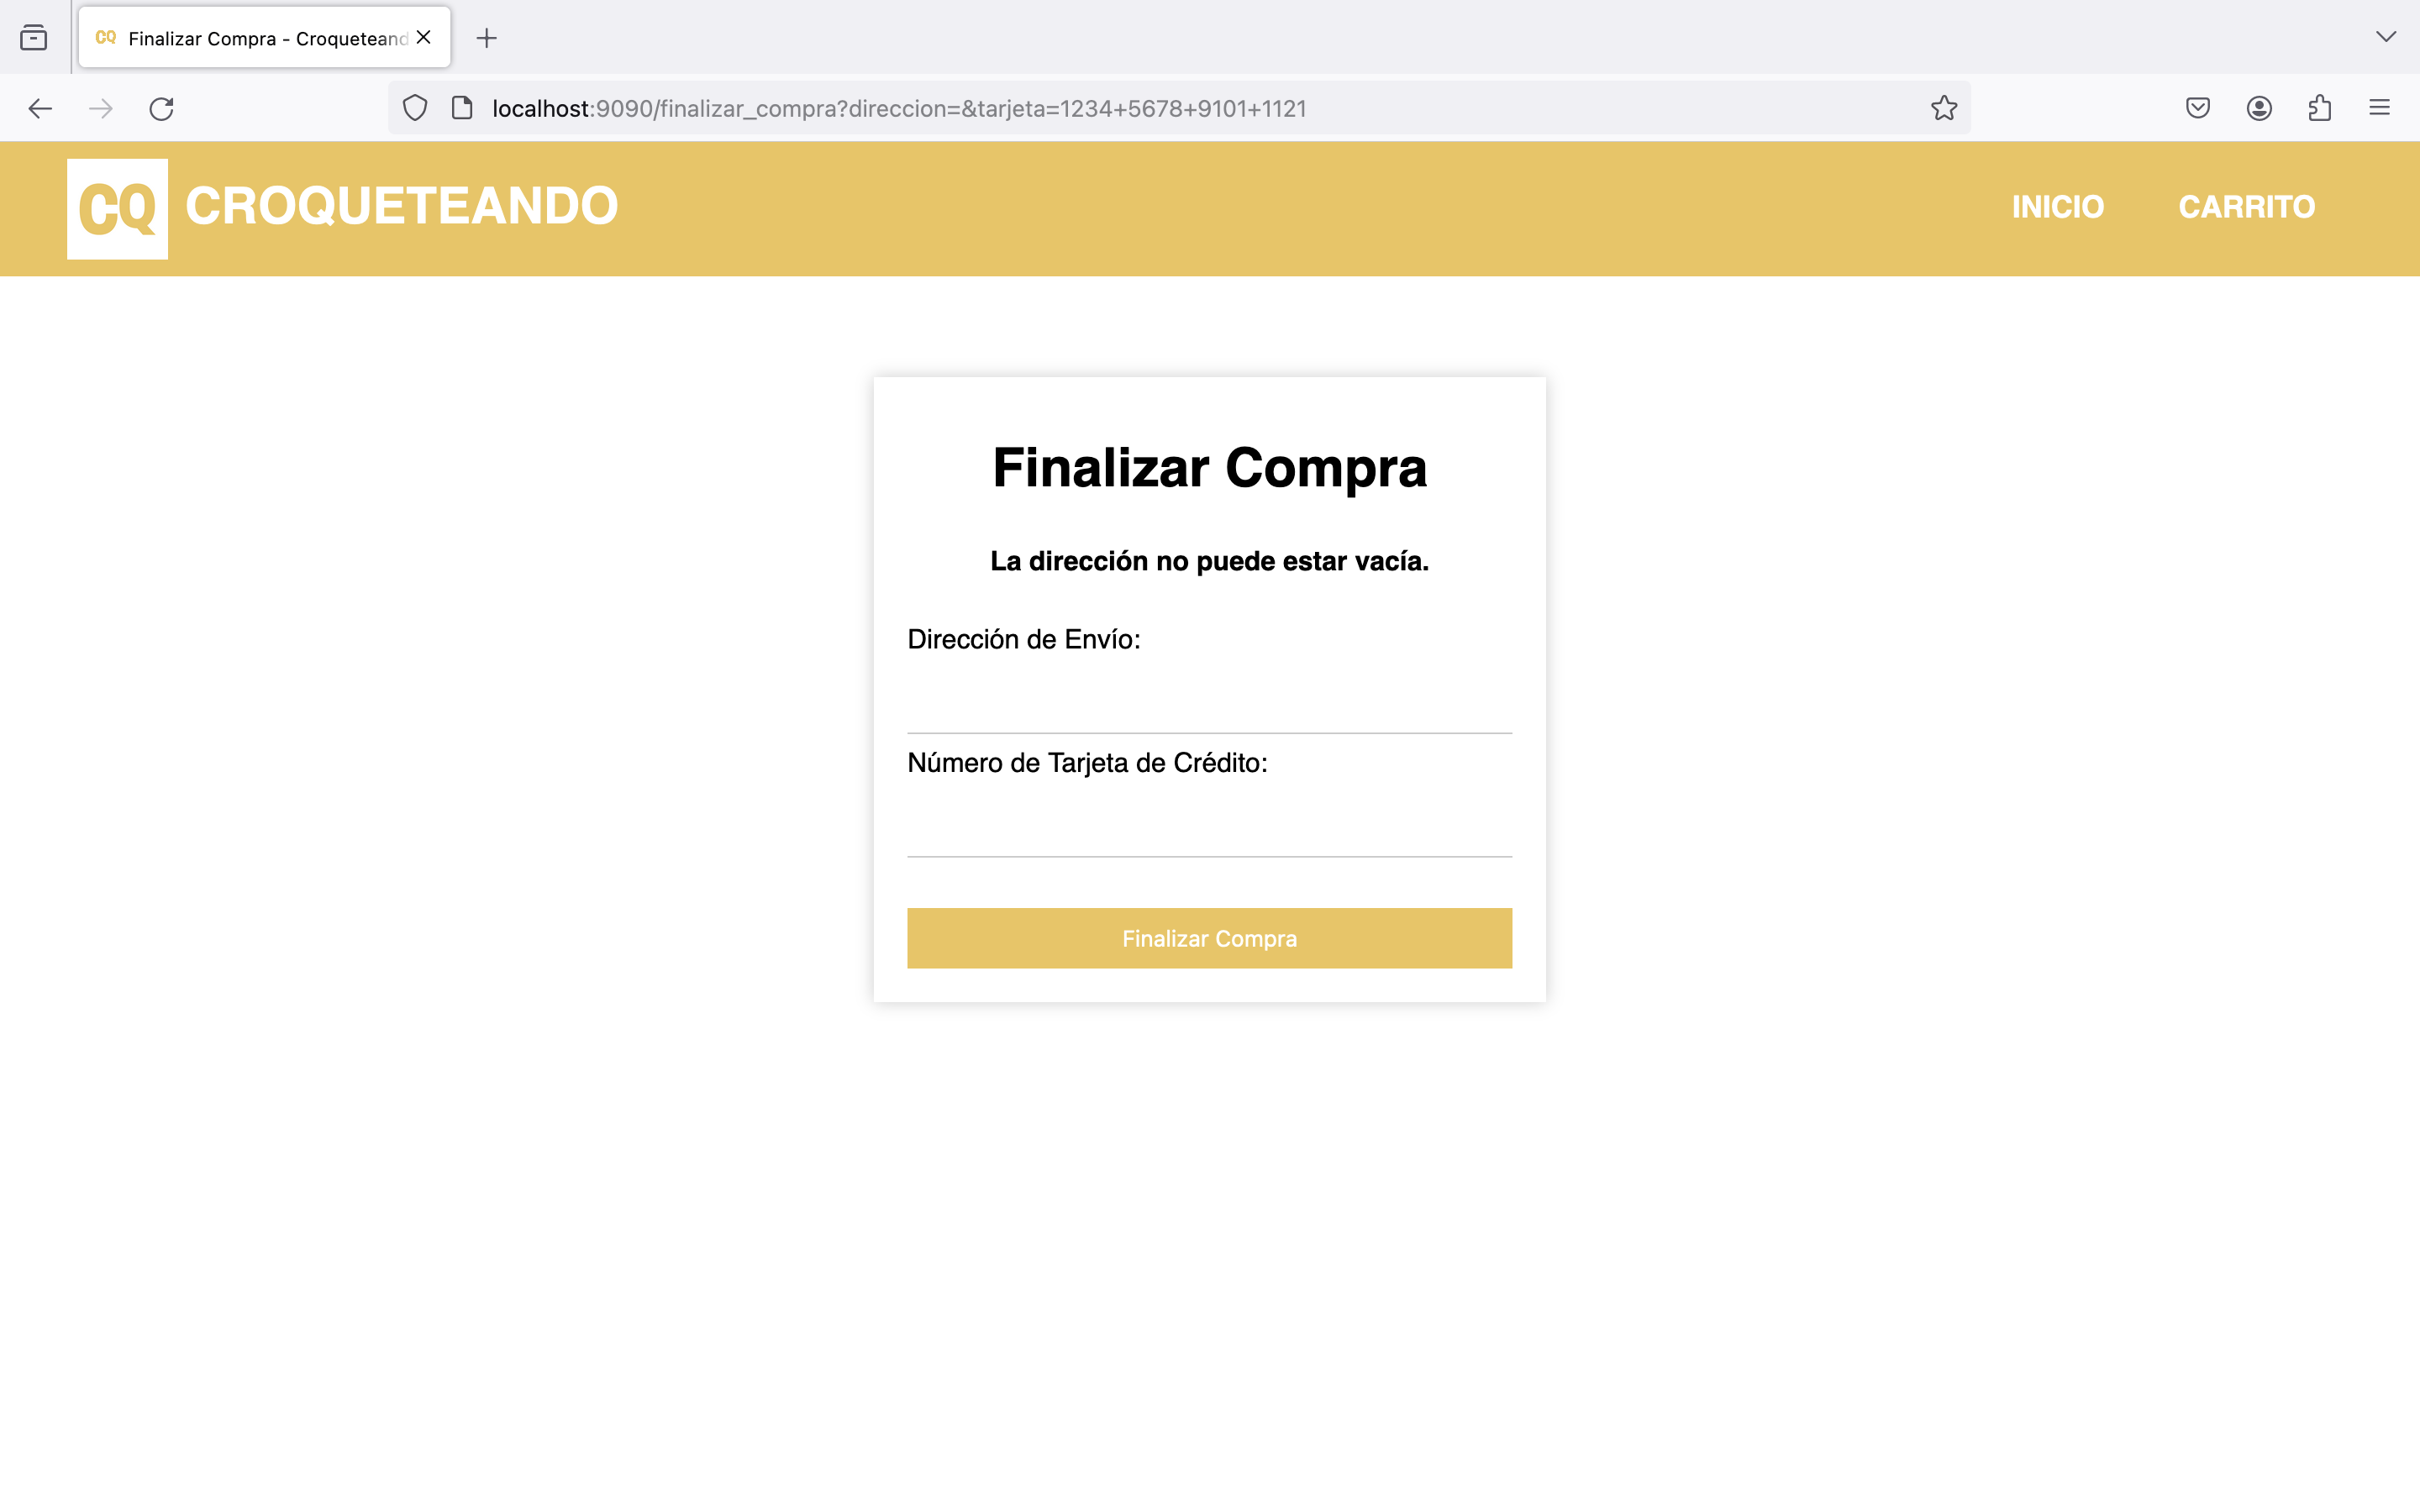 CQ Finalizar Compra - Croqueteand
localhost:9090/finalizar_compra?direccion=&tarjeta=1234+5678+9101+1121
CQ CROQUETEANDO
INICIO CARRITO
Finalizar Compra
La dirección no puede estar vacía.
Dirección de Envío:
Número de Tarjeta de Crédito:
Finalizar Compra